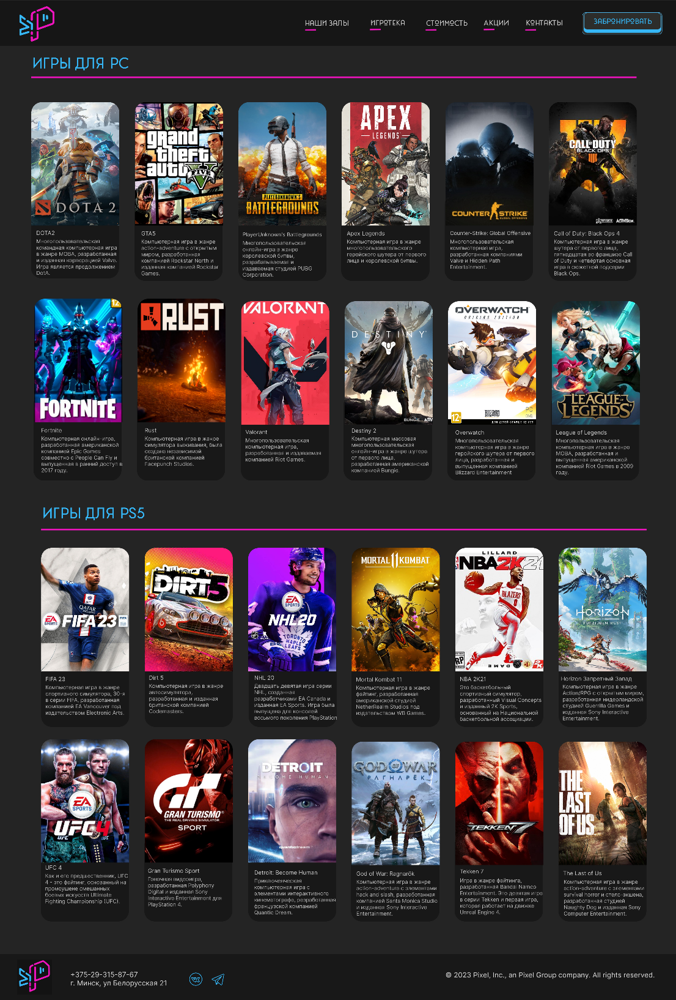 НАШИ ЗАЛЫ
ИГРОТЕКА
СТОИМОСТЬ
АКЦИИ
КОНТАКТЫ
ЗАБРОНИРОВАТЬ
ИГРЫ ДЛЯ PC
DOTA 2
grand
theft
auto
FIVE
PLAYERUNKNOWN'S
BATTLEGROUNDS
APEX
LEGENDS
POLIZEI
COUNTER STRIKE
GLOBAL OFFENSIVE
CALL OF DUTY
BLACK OPS
IIII
ACTIVISION
DOTA2
Многопользовательская
командная компьютерная игра
в жанре MOBA, разработанная
и изданная корпорацией Valve.
Игра является продолжением
DotA.
GTA5
Компьютерная игра в жанре
action-adventure с открытым
миром, разработанная
компанией Rockstar North и
изданная компанией Rockstar
Games.
PlayerUnknown's Battlegrounds
Многопользовательская
онлайн-игра в жанре
королевской битвы,
разрабатываемая и
издаваемая студией PUBG
Corporation.
Apex Legends
Компьютерная игра в жанре
многопользовательского
геройского шутера от первого
лица и королевской битвы.
Counter-Strike: Global Offensive
Многопользовательская
компьютерная игра,
разработанная компаниями
Valve и Hidden Path
Entertainment.
Call of Duty: Black Ops 4
Компьютерная игра в жанре
шутера от первого лица,
пятнадцатая во франшизе Call
of Duty и четвёртая основная
игра в сюжетной подсерии
Black Ops.
12
FORTNITE
RUST
VALORANT
DESTINY
BUNGIE
OVERWATCH
ORIGINS EDITION
BLIZZARD
PC
DVD
12+
ДЛЯ ДЕТЕЙ СТАРШЕ 12 ЛЕТ
LEAGUE OF
LEGENDS
Fortnite
Компьютерная онлайн-игра,
разработанная американской
компанией Epic Games
совместно с People Can Fly и
выпущенная в ранний доступ в
2017 году.
Rust
Компьютерная игра в жанре
симулятора выживания, была
создана независимой
британской компанией
Facepunch Studios.
Valorant
Многопользовательская
компьютерная игра,
разработанная и издаваемая
компанией Riot Games.
Destiny 2
Компьютерная массовая
многопользовательская
онлайн-игра в жанре шутера
от первого лица,
разработанная американской
компанией Bungie.
Overwatch
Многопользовательская
компьютерная игра в жанре
геройского шутера от первого
лица, разработанная и
выпущенная компанией
Blizzard Entertainment
League of Legends
Многопользовательская
компьютерная игра в жанре
MOBA, разработанная и
выпущенная американской
компанией Riot Games в 2009
году.
ИГРЫ ДЛЯ PS5
QATAR
EA SPORTS FIFA 23
DIRT 5
EA SPORTS
NHL 20
TORONTO
MAPLE
LEAFS
MORTAL 11 KOMBAT
LILLARD
NBA 2K21
BLAZERS
0
RP
DAME
2K
HORIZON
FORBIDDEN WEST
FIFA 23
Компьютерная игра в жанре
спортивного симулятора, 30-я
в серии FIFA, разработанная
компанией EA Vancouver под
издательством Electronic Arts.
Dirt 5
Компьютерная игра в жанре
автосимулятора,
разработанная и изданная
британской компанией
Codemasters.
NHL 20
Двадцать девятая игра серии
NHL, созданная
разработчиками EA Canada и
изданная EA Sports. Игра была
выпущена для консолей
восьмого поколения PlayStation
Mortal Kombat 11
Компьютерная игра в жанре
файтинг, разработанная
американской студией
NetherRealm Studios под
издательством WB Games.
NBA 2K21
Это баскетбольный
спортивный симулятор,
разработанный Visual Concepts
и изданный 2K Sports,
основанный на Национальной
баскетбольной ассоциации.
Horizon Запретный Запад
Компьютерная игра в жанре
Action/RPG с открытым миром,
разработанная нидерландской
студией Guerrilla Games и
изданная Sony Interactive
Entertainment.
EA
SPORTS
UFC 4
UFC
UFC
GT
GRAN TURISMO
THE REAL DRIVING SIMULATOR
SPORT
DETROIT
BECOME HUMAN
quanticdream
GOD OF WAR
РАГНАРЁК
TEKKEN 7
THE
LAST
OF US
UFC 4
Как и его предшественник, UFC
4 - это файтинг, основанный на
промоушене смешанных
боевых искусств Ultimate
Fighting Championship (UFC).
Gran Turismo Sport
Гоночная видеоигра,
разработанная Polyphony
Digital и изданная Sony
Interactive Entertainment для
PlayStation 4.
Detroit: Become Human
Приключенческая
компьютерная игра с
элементами интерактивного
кинематографа, разработанная
французской компанией
Quantic Dream.
God of War: Ragnarök
Компьютерная игра в жанре
action-adventure с элементами
hack and slash, разработанная
компанией Santa Monica Studio
и изданная Sony Interactive
Entertainment.
Tekken 7
Игра в жанре файтинга,
разработанная Bandai Namco
Entertainment. Это девятая игра
в серии Tekken и первая игра,
которая работает на движке
Unreal Engine 4.
The Last of Us
Компьютерная игра в жанре
action-adventure с элементами
survival horror и стелс-экшена,
разработанная студией
Naughty Dog и изданная Sony
Computer Entertainment.
+375-29-315-87-67
г. Минск, ул Белорусская 21
© 2023 Pixel, Inc., an Pixel Group company. All rights reserved.